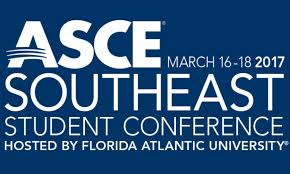 ASCE MARCH 16-18 2017
SOUTHEAST
STUDENT CONFERENCE
HOSTED BY FLORIDA ATLANTIC UNIVERSITY®